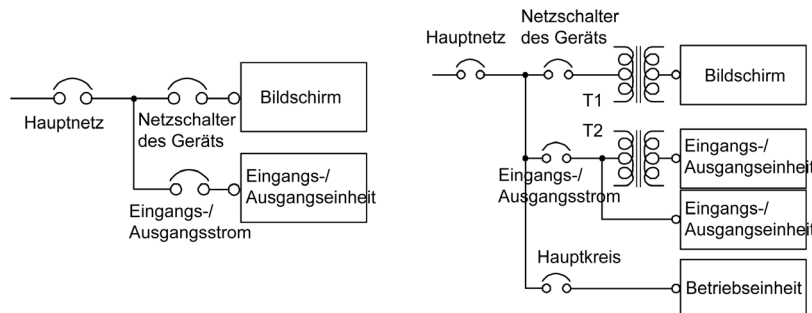 Hauptnetz
Netzschalter
des Geräts
Bildschirm
Eingangs-/
Ausgangsstrom
Eingangs-/
Ausgangseinheit
Hauptnetz
Netzschalter
des Geräts
T1
Bildschirm
T2
Eingangs-/
Ausgangsstrom
Eingangs-/
Ausgangseinheit
Eingangs-/
Ausgangseinheit
Hauptkreis
Betriebseinheit